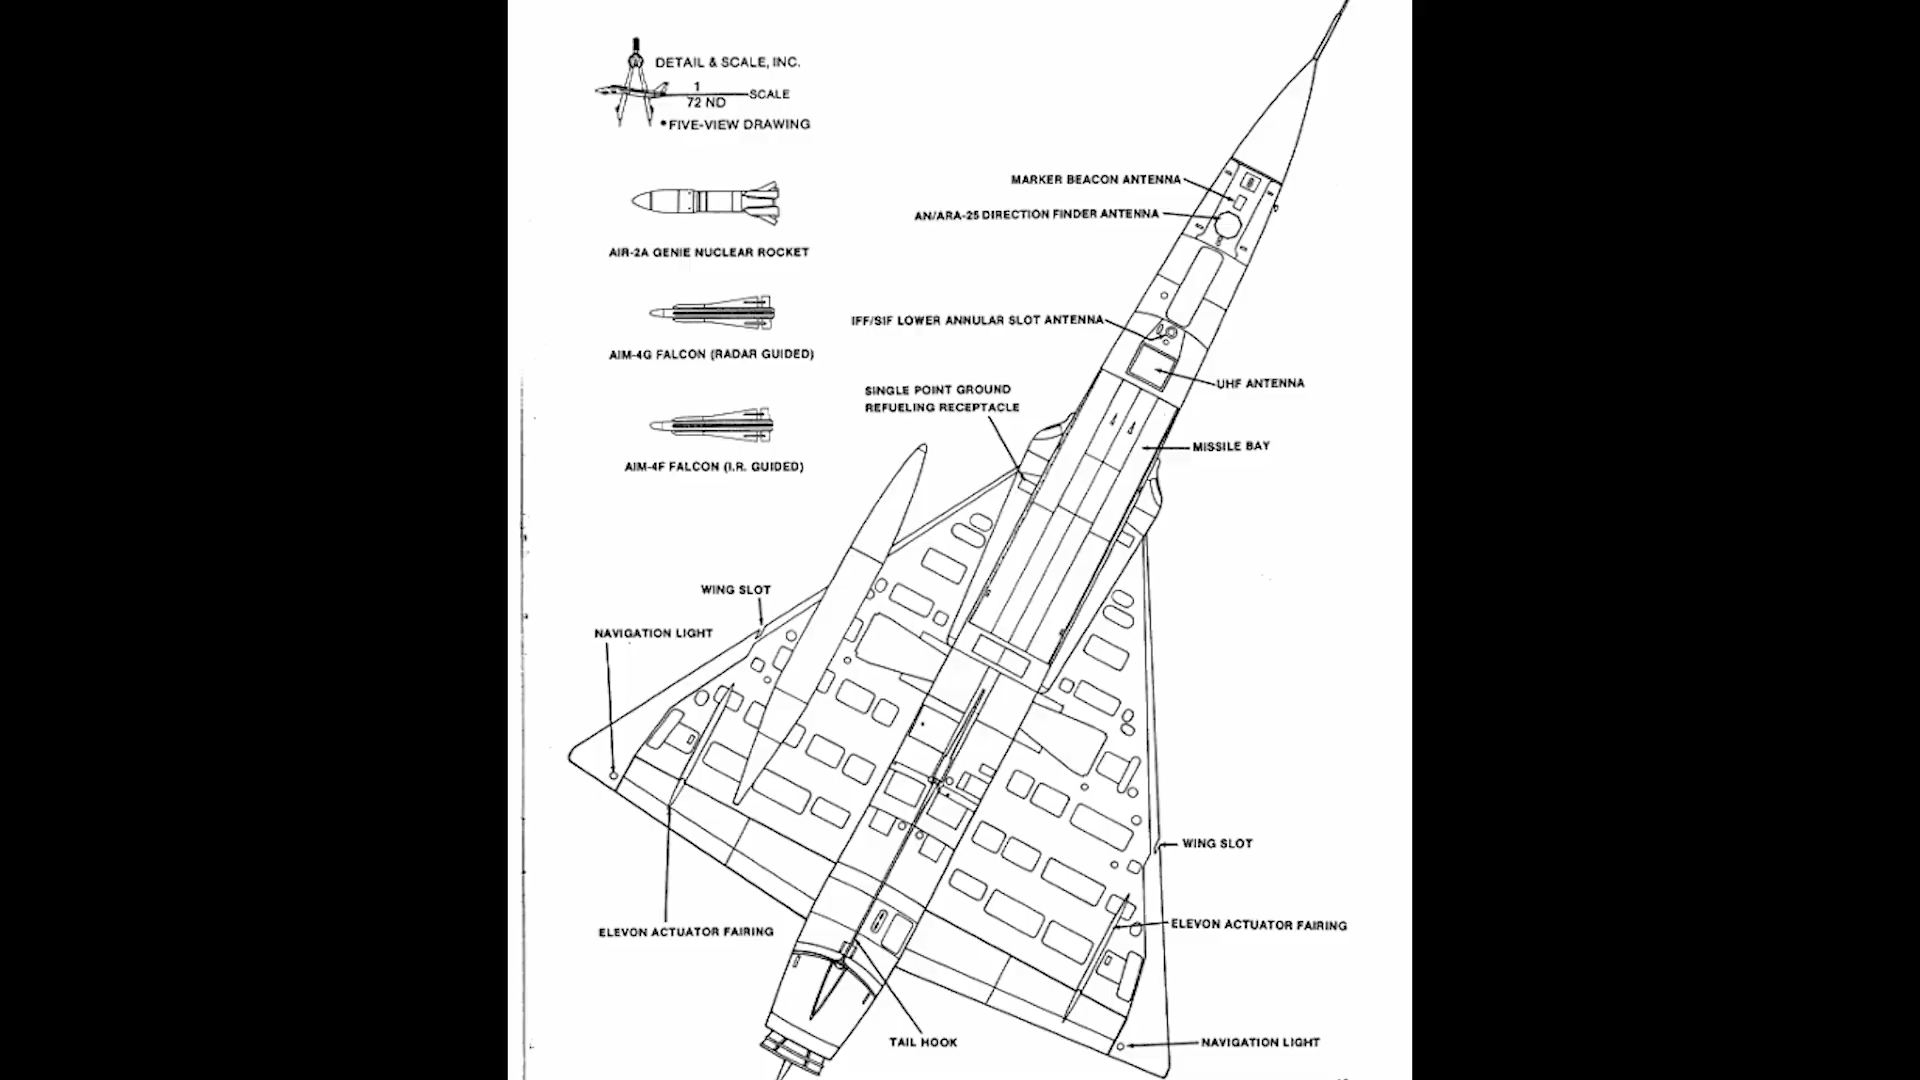 DETAIL & SCALE, INC.
1
72 ND
SCALE
*FIVE-VIEW DRAWING
AIR-2A GENIE NUCLEAR ROCKET
AIM-4G FALCON (RADAR GUIDED)
AIM-4F FALCON (I.R. GUIDED)
MARKER BEACON ANTENNA
AN/ARA-25 DIRECTION FINDER ANTENNA
IFF/SIF LOWER ANNULAR SLOT ANTENNA
UHF ANTENNA
SINGLE POINT GROUND
REFUELING RECEPTACLE
MISSILE BAY
WING SLOT
NAVIGATION LIGHT
WING SLOT
ELEVON ACTUATOR FAIRING
ELEVON ACTUATOR FAIRING
TAIL HOOK
NAVIGATION LIGHT